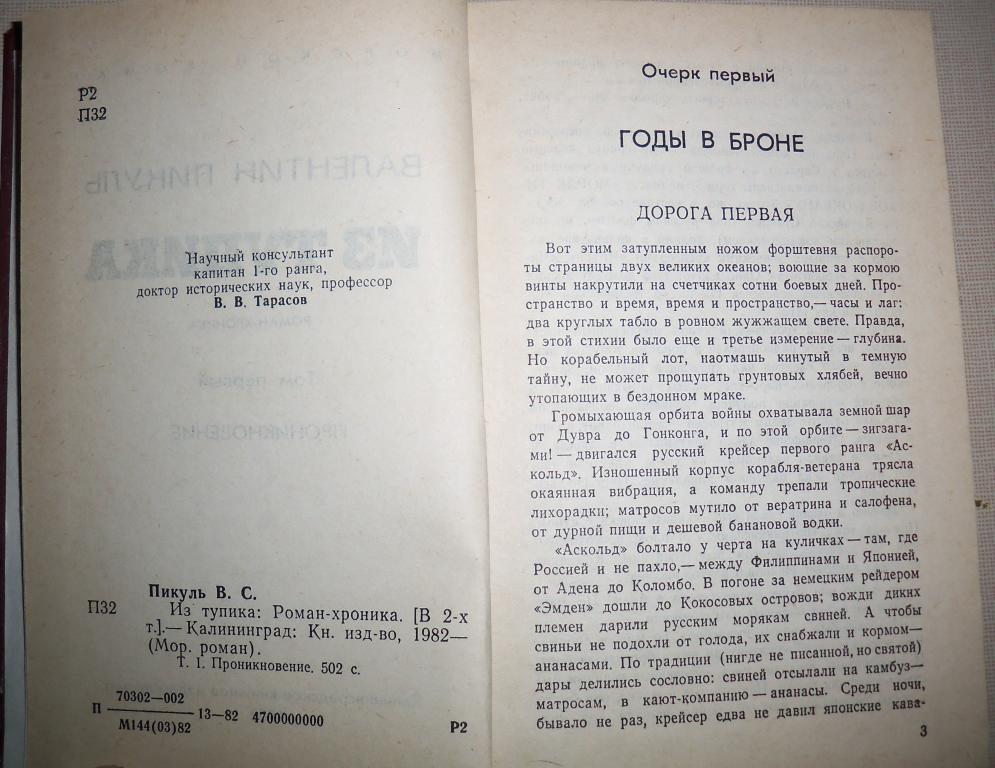 Р2
П32
Научный консультант
капитан 1-го ранга,
доктор исторических наук, профессор
В. В. Тарасов
Пикуль В. С.
П32 Из тупика: Роман-хроника. [В 2-х
т.].— Калининград: Кн. изд-во, 1982—
(Мор. роман).
Т. 1. Проникновение. 502 с.
70302—002
П 13—82 4700000000
М144(03)82
Р2
Очерк первый
ГОДЫ В БРОНЕ
ДОРОГА ПЕРВАЯ
Вот этим затупленным ножом форштевня распоро-
ты страницы двух великих океанов; воющие за кормою
винты накрутили на счетчиках сотни боевых дней. Про-
странство и время, время и пространство,— часы и лаг:
два круглых табло в ровном жужжащем свете. Правда,
в этой стихии было еще и третье измерение — глубина.
Но корабельный лот, наотмашь кинутый в темную
тайну, не может прощупать грунтовых хлябей, вечно
утопающих в бездонном мраке.
Громыхающая орбита войны охватывала земной шар
от Дувра до Гонконга, и по этой орбите — зигзага-
ми! — двигался русский крейсер первого ранга «Ас-
кольд». Изношенный корпус корабля-ветерана трясла
окаянная вибрация, а команду трепали тропические
лихорадки; матросов мутило от вератрина и салофена,
от дурной пищи и дешевой банановой водки.
«Аскольд» болтало у черта на куличках — там, где
Россией и не пахло,— между Филиппинами и Японией,
от Адена до Коломбо. В погоне за немецким рейдером
«Эмден» дошли до Кокосовых островов; вожди диких
племен дарили русским морякам свиней. А чтобы
свиньи не подохли от голода, их снабжали и кормом—
ананасами. По традиции (нигде не писанной, но святой)
дары делились сословно: свиней отсылали на камбуз—
матросам, в кают-компанию — ананасы. Среди ночи,
бывало не раз, крейсер едва не давил японские кава-
3